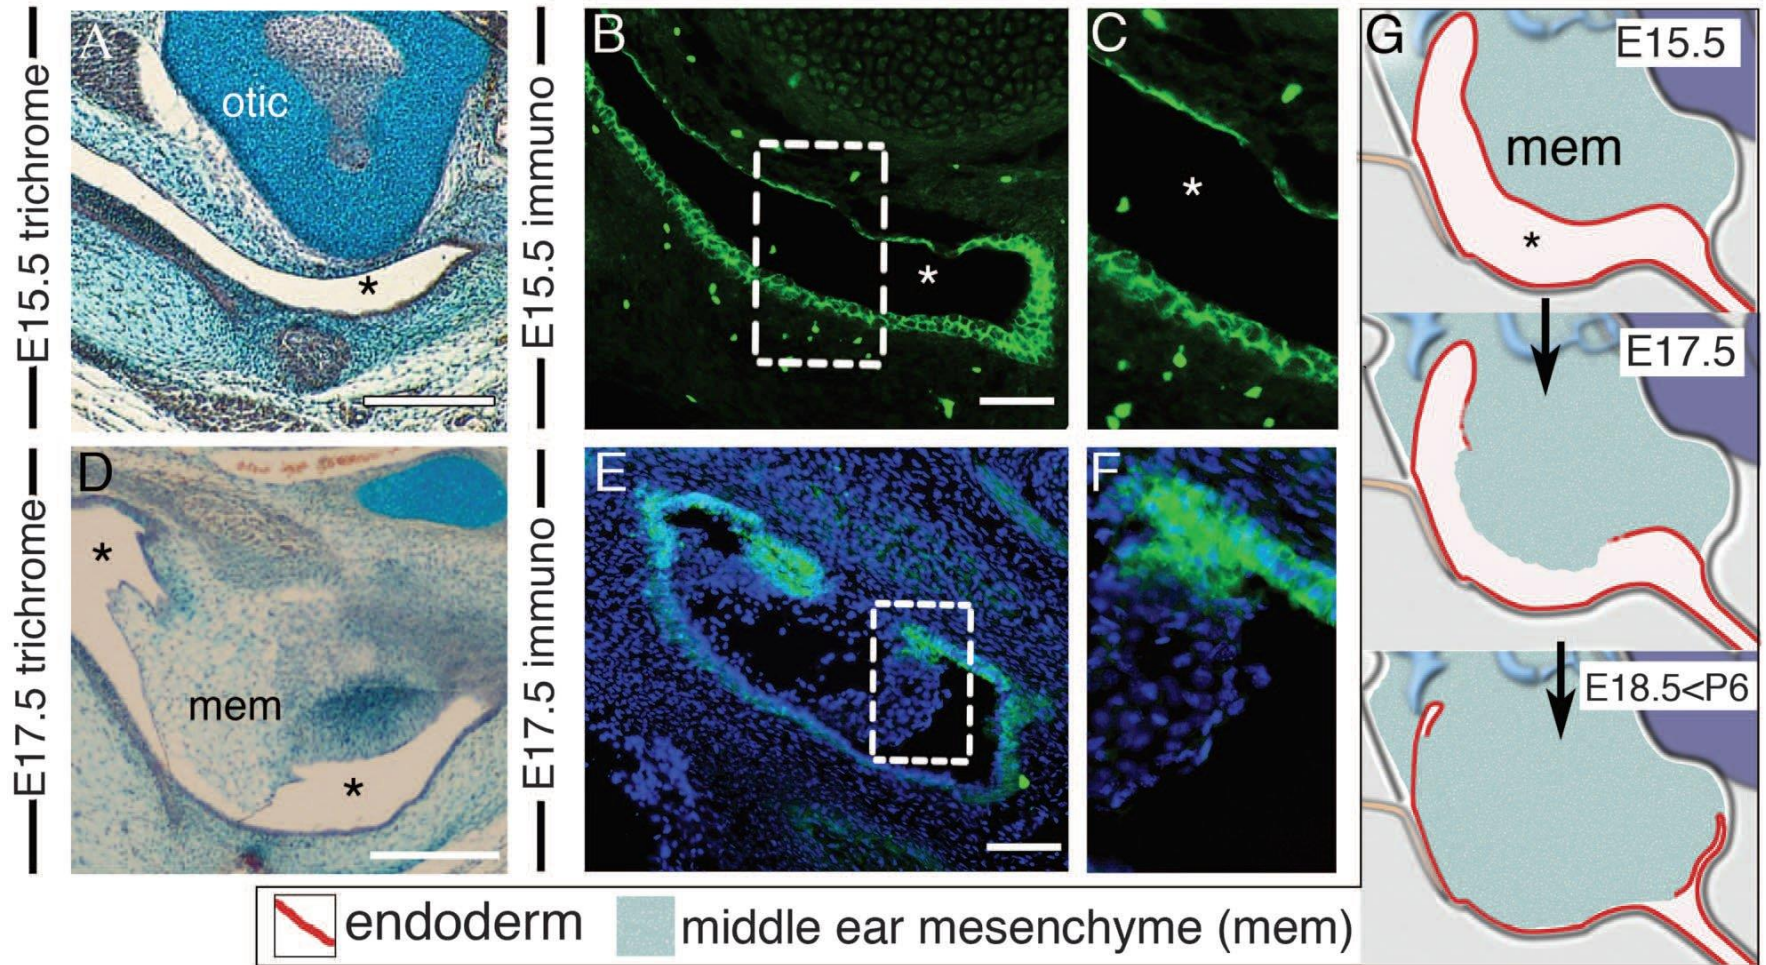 E15.5 trichrome
A
otic
*
E15.5 immuno
B
*
C
*
G
E15.5
mem
*
E17.5
E18.5<P6
E17.5 trichrome
D
*
mem
*
E17.5 immuno
E
F
endoderm
middle ear mesenchyme (mem)